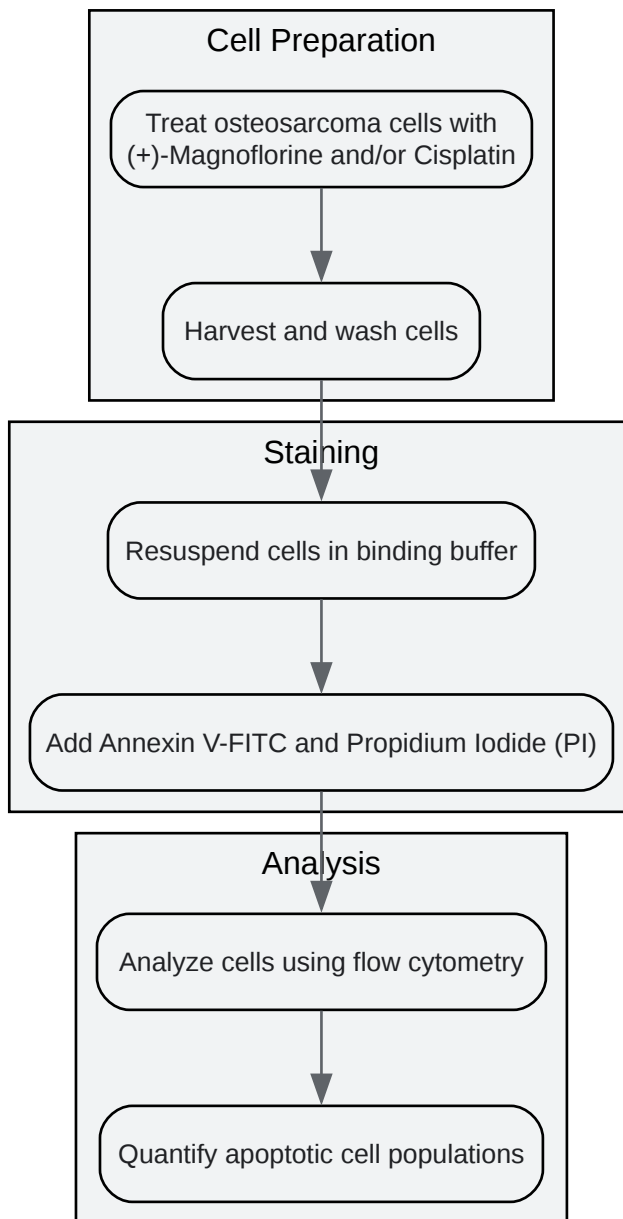 Cell Preparation
Treat osteosarcoma cells with
(+)-Magnoflorine and/or Cisplatin
Harvest and wash cells
Staining
Resuspend cells in binding buffer
Add Annexin V-FITC and Propidium Iodide (PI)
Analysis
Analyze cells using flow cytometry
Quantify apoptotic cell populations